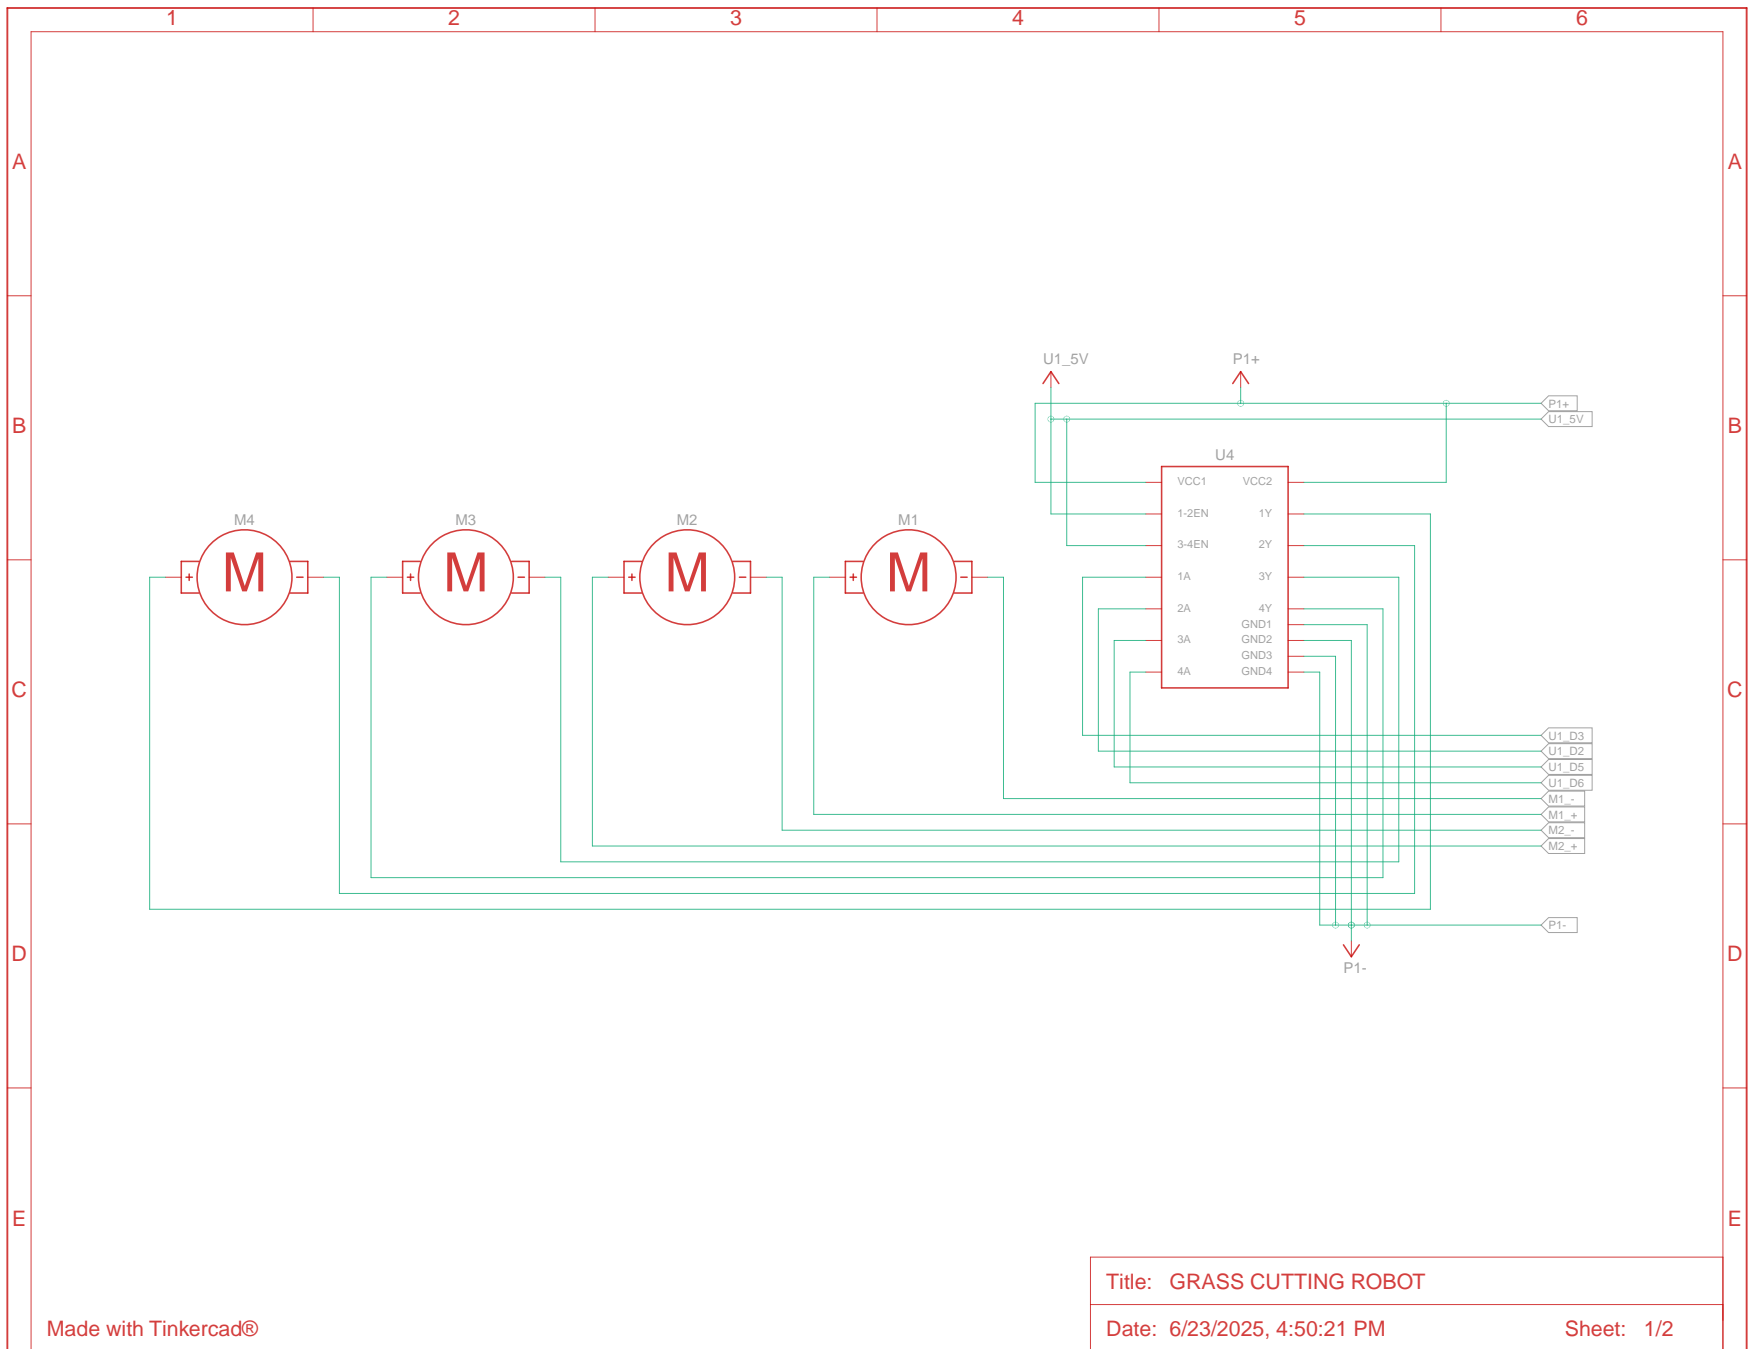 1 2 3 4 5 6
A A
U1_5V P1+
P1+
B B
U1_5V
U4
VCC1 VCC2
1-2EN 1Y
M4 M3 M2 M1
3-4EN 2Y
+ M - + M - + M - + M -
1A 3Y
2A 4Y
GND1
3A GND2
GND3
4A GND4
C C
U1_D3
U1_D2
U1_D5
U1_D6
M1_-
M1_+
M2_-
M2_+
P1-
D D
P1-
E E
Title: GRASS CUTTING ROBOT
Made with Tinkercad®
Date: 6/23/2025, 4:50:21 PM Sheet: 1/2